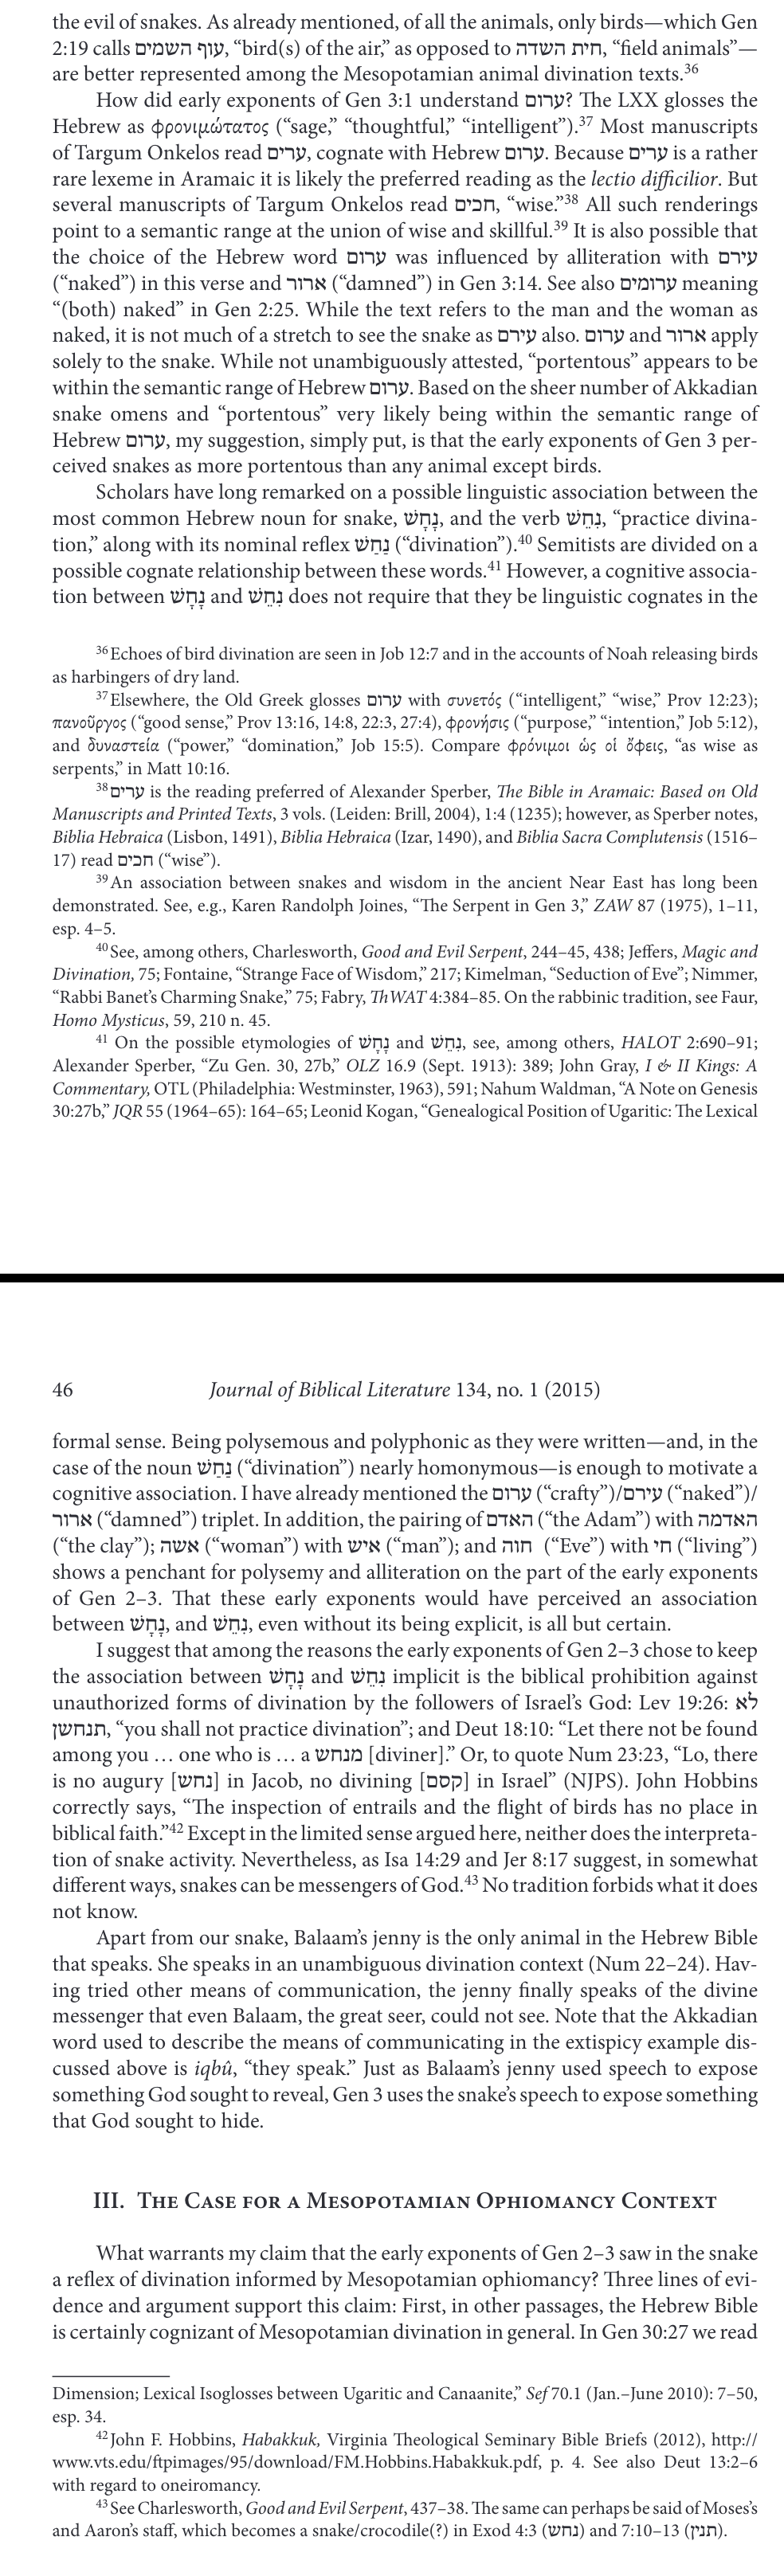 the evil of snakes. As already mentioned, of all the animals, only birds—which Gen
2:19 calls עוף השמים, “bird(s) of the air,” as opposed to חית השדה, “field animals”—
are better represented among the Mesopotamian animal divination texts.36
How did early exponents of Gen 3:1 understand ערום? The LXX glosses the
Hebrew as φρονιμώτατος (“sage,” “thoughtful,” “intelligent”).37 Most manuscripts
of Targum Onkelos read ערים, cognate with Hebrew ערום. Because ערים is a rather
rare lexeme in Aramaic it is likely the preferred reading as the lectio difficilior. But
several manuscripts of Targum Onkelos read חכים, “wise.”38 All such renderings
point to a semantic range at the union of wise and skillful.39 It is also possible that
the choice of the Hebrew word ערום was influenced by alliteration with עירם
(“naked”) in this verse and ארור (“damned”) in Gen 3:14. See also ערומים meaning
“(both) naked” in Gen 2:25. While the text refers to the man and the woman as
naked, it is not much of a stretch to see the snake as עירם also. ערום and ארור apply
solely to the snake. While not unambiguously attested, “portentous” appears to be
within the semantic range of Hebrew ערום. Based on the sheer number of Akkadian
snake omens and “portentous” very likely being within the semantic range of
Hebrew ערום, my suggestion, simply put, is that the early exponents of Gen 3 per-
ceived snakes as more portentous than any animal except birds.
Scholars have long remarked on a possible linguistic association between the
most common Hebrew noun for snake, נָחָשׁ, and the verb נִחֵשׁ, “practice divina-
tion,” along with its nominal reflex נַחַשׁ (“divination”).40 Semitists are divided on a
possible cognate relationship between these words.41 However, a cognitive associa-
tion between נָחָשׁ and נִחֵשׁ does not require that they be linguistic cognates in the
36 Echoes of bird divination are seen in Job 12:7 and in the accounts of Noah releasing birds
as harbingers of dry land.
37 Elsewhere, the Old Greek glosses ערום with συνετός (“intelligent,” “wise,” Prov 12:23);
πανοῦργος (“good sense,” Prov 13:16, 14:8, 22:3, 27:4), φρονήσις (“purpose,” “intention,” Job 5:12),
and δυναστεία (“power,” “domination,” Job 15:5). Compare φρόνιμοι ὡς οἱ ὄφεις, “as wise as
serpents,” in Matt 10:16.
38 ערים is the reading preferred of Alexander Sperber, The Bible in Aramaic: Based on Old
Manuscripts and Printed Texts, 3 vols. (Leiden: Brill, 2004), 1:4 (1235); however, as Sperber notes,
Biblia Hebraica (Lisbon, 1491), Biblia Hebraica (Izar, 1490), and Biblia Sacra Complutensis (1516–
17) read חכים (“wise”).
39 An association between snakes and wisdom in the ancient Near East has long been
demonstrated. See, e.g., Karen Randolph Joines, “The Serpent in Gen 3,” ZAW 87 (1975), 1–11,
esp. 4–5.
40 See, among others, Charlesworth, Good and Evil Serpent, 244–45, 438; Jeffers, Magic and
Divination, 75; Fontaine, “Strange Face of Wisdom,” 217; Kimelman, “Seduction of Eve”; Nimmer,
“Rabbi Banet’s Charming Snake,” 75; Fabry, ThWAT 4:384–85. On the rabbinic tradition, see Faur,
Homo Mysticus, 59, 210 n. 45.
41 On the possible etymologies of נָחָשׁ and נִחֵשׁ, see, among others, HALOT 2:690–91;
Alexander Sperber, “Zu Gen. 30, 27b,” OLZ 16.9 (Sept. 1913): 389; John Gray, I & II Kings: A
Commentary, OTL (Philadelphia: Westminster, 1963), 591; Nahum Waldman, “A Note on Genesis
30:27b,” JQR 55 (1964–65): 164–65; Leonid Kogan, “Genealogical Position of Ugaritic: The Lexical
46 Journal of Biblical Literature 134, no. 1 (2015)
formal sense. Being polysemous and polyphonic as they were written—and, in the
case of the noun נַחַשׁ (“divination”) nearly homonymous—is enough to motivate a
cognitive association. I have already mentioned the ערום (“crafty”)/עירם (“naked”)/
ארור (“damned”) triplet. In addition, the pairing of האדם (“the Adam”) with האדמה
(“the clay”); אשה (“woman”) with איש (“man”); and חוה (“Eve”) with חי (“living”)
shows a penchant for polysemy and alliteration on the part of the early exponents
of Gen 2–3. That these early exponents would have perceived an association
between נָחָשׁ, and נִחֵשׁ, even without its being explicit, is all but certain.
I suggest that among the reasons the early exponents of Gen 2–3 chose to keep
the association between נָחָשׁ and נִחֵשׁ implicit is the biblical prohibition against
unauthorized forms of divination by the followers of Israel’s God: Lev 19:26: לא
תנחשן, “you shall not practice divination”; and Deut 18:10: “Let there not be found
among you … one who is … a מנחש [diviner].” Or, to quote Num 23:23, “Lo, there
is no augury [נחש] in Jacob, no divining [קסם] in Israel” (NJPS). John Hobbins
correctly says, “The inspection of entrails and the flight of birds has no place in
biblical faith.”42 Except in the limited sense argued here, neither does the interpreta-
tion of snake activity. Nevertheless, as Isa 14:29 and Jer 8:17 suggest, in somewhat
different ways, snakes can be messengers of God.43 No tradition forbids what it does
not know.
Apart from our snake, Balaam’s jenny is the only animal in the Hebrew Bible
that speaks. She speaks in an unambiguous divination context (Num 22–24). Hav-
ing tried other means of communication, the jenny finally speaks of the divine
messenger that even Balaam, the great seer, could not see. Note that the Akkadian
word used to describe the means of communicating in the extispicy example dis-
cussed above is iqbû, “they speak.” Just as Balaam’s jenny used speech to expose
something God sought to reveal, Gen 3 uses the snake’s speech to expose something
that God sought to hide.
III. The Case for a Mesopotamian Ophiomancy Context
What warrants my claim that the early exponents of Gen 2–3 saw in the snake
a reflex of divination informed by Mesopotamian ophiomancy? Three lines of evi-
dence and argument support this claim: First, in other passages, the Hebrew Bible
is certainly cognizant of Mesopotamian divination in general. In Gen 30:27 we read
Dimension; Lexical Isoglosses between Ugaritic and Canaanite,” Sef 70.1 (Jan.–June 2010): 7–50,
esp. 34.
42 John F. Hobbins, Habakkuk, Virginia Theological Seminary Bible Briefs (2012), http://
www.vts.edu/ftpimages/95/download/FM.Hobbins.Habakkuk.pdf, p. 4. See also Deut 13:2–6
with regard to oneiromancy.
43 See Charlesworth, Good and Evil Serpent, 437–38. The same can perhaps be said of Moses’s
and Aaron’s staff, which becomes a snake/crocodile(?) in Exod 4:3 (נחש) and 7:10–13 (תנין).